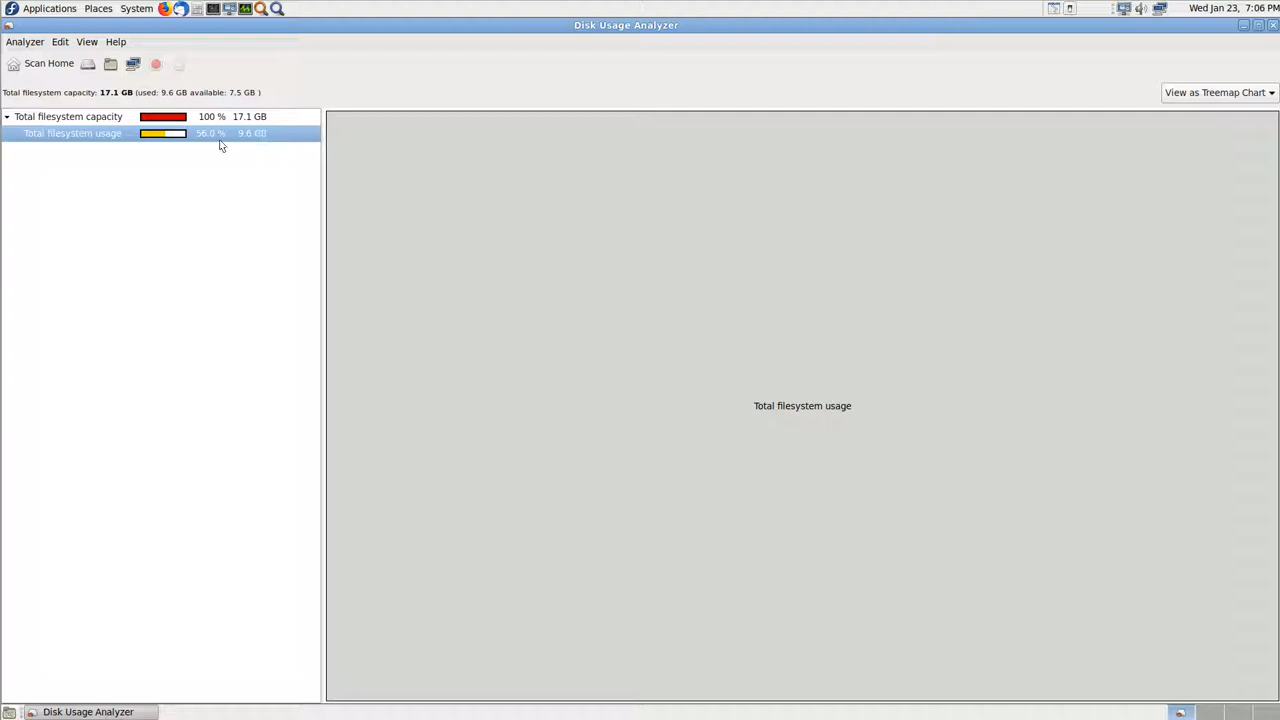 Applications Places System Wed Jan 23, 7:06 PM
Disk Usage Analyzer
Analyzer Edit View Help
Scan Home
Total filesystem capacity: 17.1 GB (used: 9.6 GB available: 7.5 GB )
View as Treemap Chart
Total filesystem capacity 100 % 17.1 GB
Total filesystem usage 56.0 % 9.6 GB
Total filesystem usage
Disk Usage Analyzer